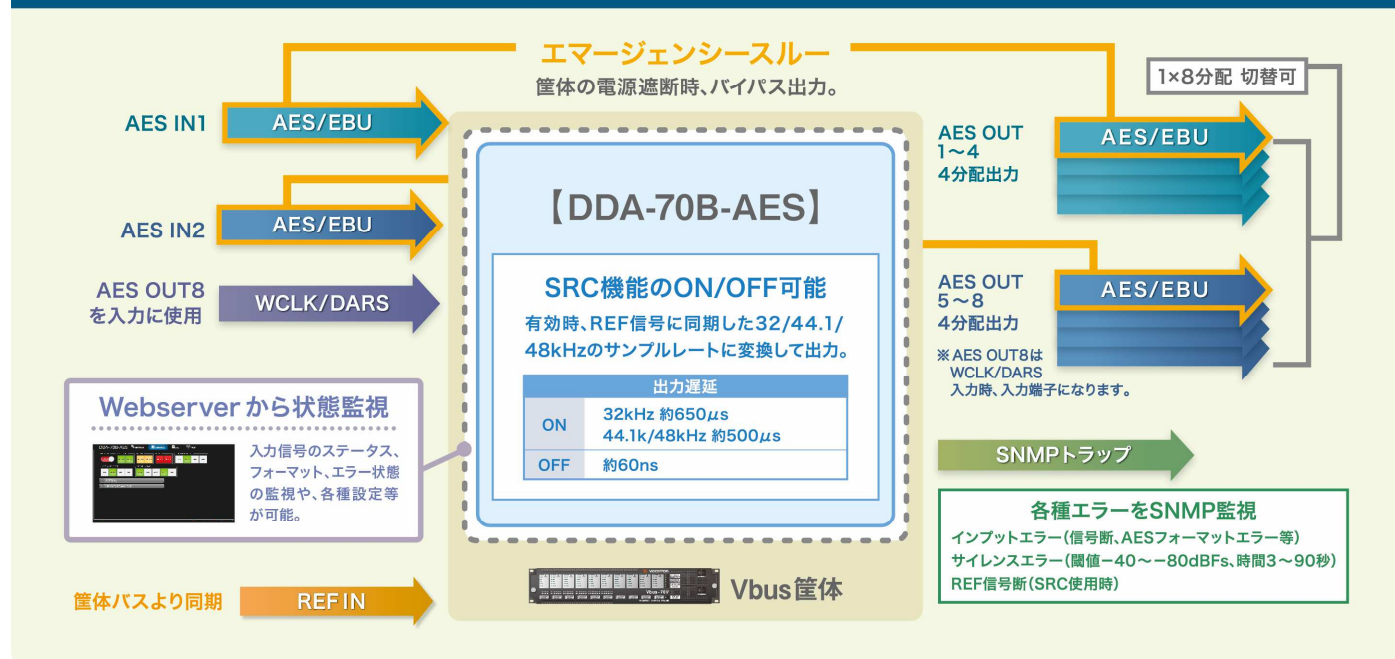 エマージェンシースルー
筐体の電源遮断時、バイパス出力。
1×8分配 切替可
AES IN1
AES/EBU
AES IN2
AES/EBU
AES OUT8
を入力に使用
WCLK/DARS
【DDA-70B-AES】
SRC機能のON/OFF可能
有効時、REF信号に同期した32/44.1/
48kHzのサンプルレートに変換して出力。
出力遅延
ON
32kHz 約650μs
44.1k/48kHz 約500μs
OFF
約60ns
AES OUT
1〜4
4分配出力
AES/EBU
AES OUT
5〜8
4分配出力
AES/EBU
※AES OUT8は
WCLK/DARS
入力時、入力端子になります。
Webserverから状態監視
DDA-70B-AES
入力信号のステータス、
フォーマット、エラー状態
の監視や、各種設定等
が可能。
SNMPトラップ
各種エラーをSNMP監視
インプットエラー(信号断、AESフォーマットエラー等)
サイレンスエラー(閾値−40〜−80dBFs、時間3〜90秒)
REF信号断(SRC使用時)
筐体バスより同期
REF IN
Vbus-70V
Vbus筐体